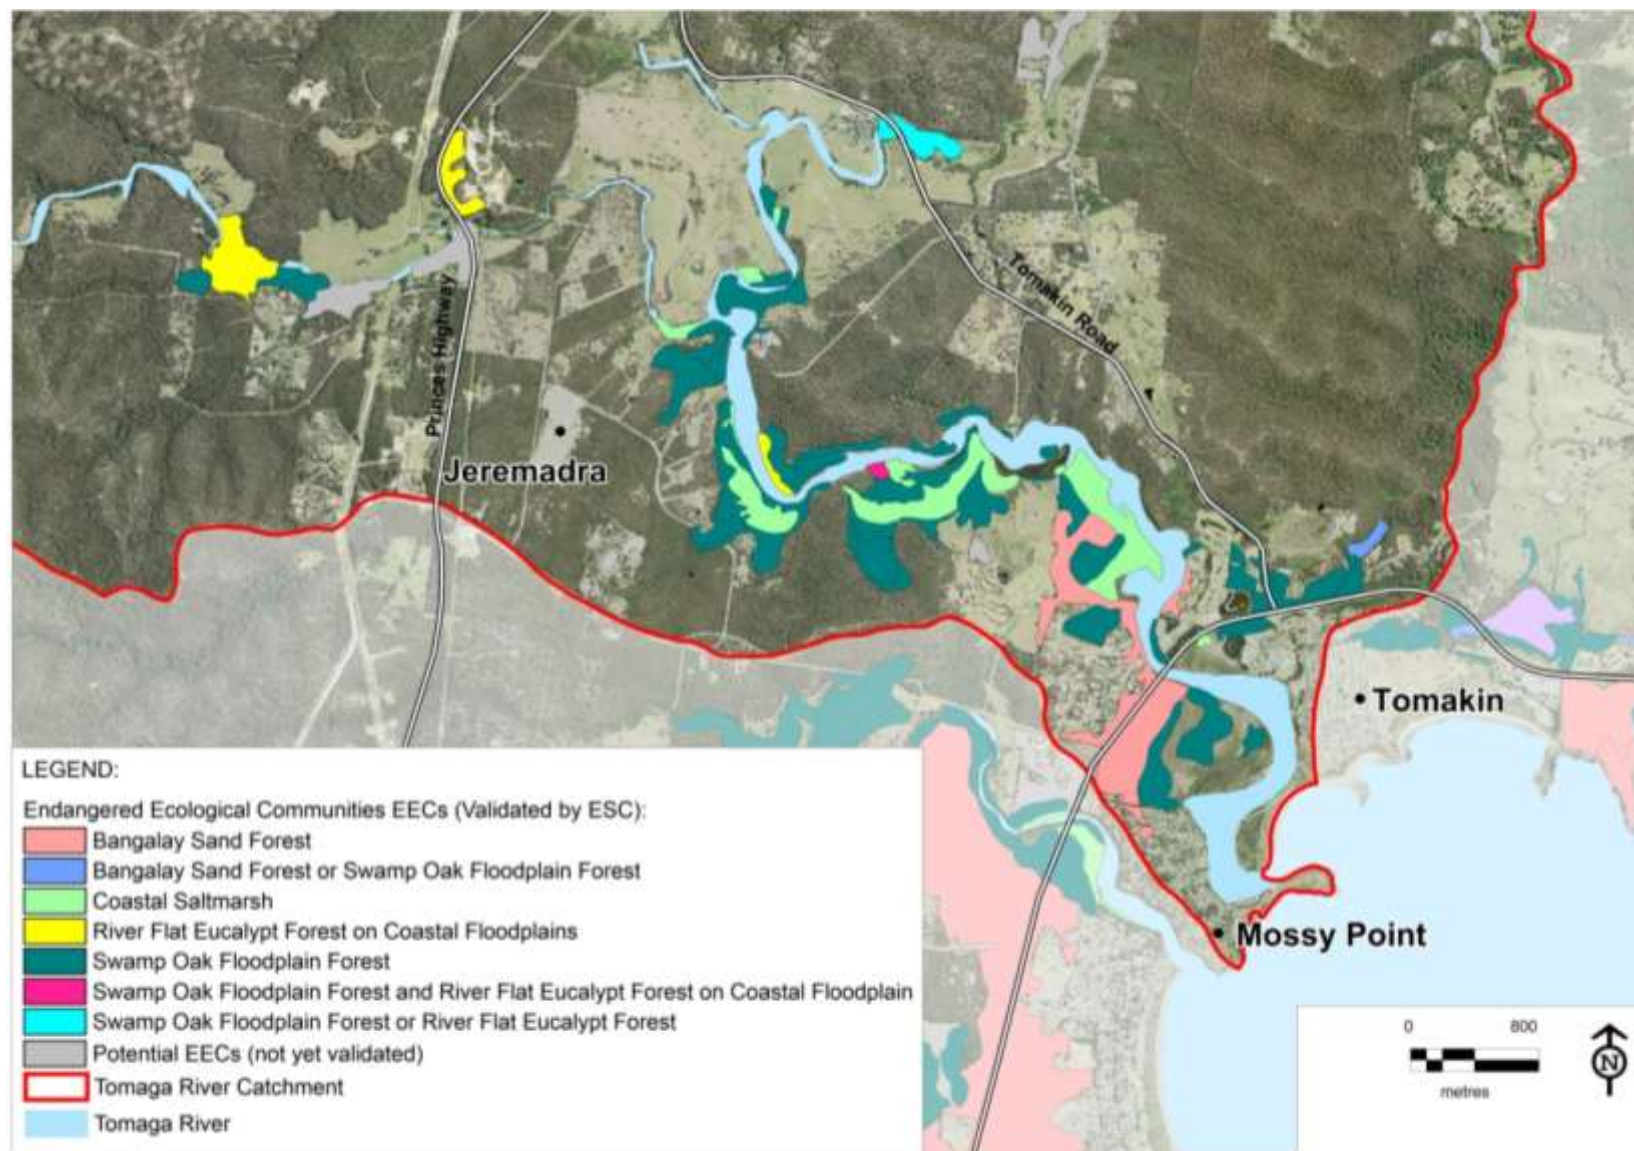 Tomakin Road
Princes Highway
Jeremadra
Tomakin
Mossy Point
LEGEND:
Endangered Ecological Communities EECs (Validated by ESC):
Bangalay Sand Forest
Bangalay Sand Forest or Swamp Oak Floodplain Forest
Coastal Saltmarsh
River Flat Eucalypt Forest on Coastal Floodplains
Swamp Oak Floodplain Forest
Swamp Oak Floodplain Forest and River Flat Eucalypt Forest on Coastal Floodplain
Swamp Oak Floodplain Forest or River Flat Eucalypt Forest
Potential EECs (not yet validated)
Tomaga River Catchment
Tomaga River
0 800
metres
N